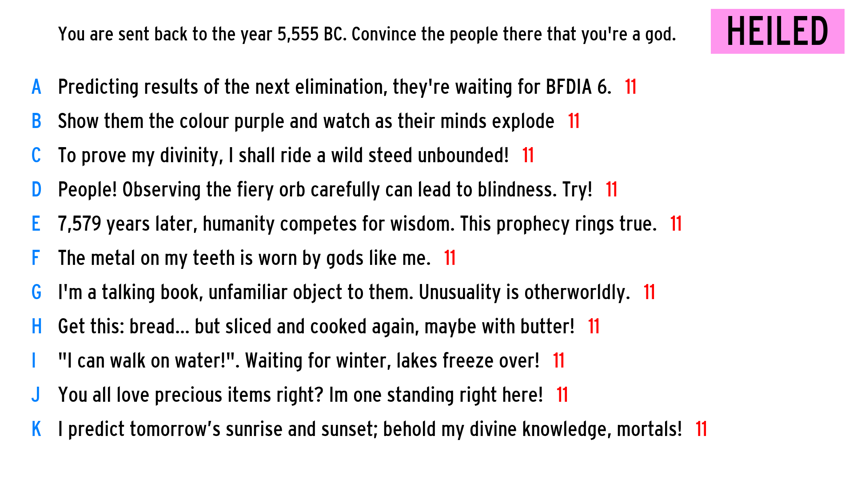 You are sent back to the year 5,555 BC. Convince the people there that you're a god.
HEILED
A Predicting results of the next elimination, they're waiting for BFDIA 6. 11
B Show them the colour purple and watch as their minds explode 11
C To prove my divinity, I shall ride a wild steed unbounded! 11
D People! Observing the fiery orb carefully can lead to blindness. Try! 11
E 7,579 years later, humanity competes for wisdom. This prophecy rings true. 11
F The metal on my teeth is worn by gods like me. 11
G I'm a talking book, unfamiliar object to them. Unusuality is otherworldly. 11
H Get this: bread... but sliced and cooked again, maybe with butter! 11
I "I can walk on water!". Waiting for winter, lakes freeze over! 11
J You all love precious items right? Im one standing right here! 11
K I predict tomorrow’s sunrise and sunset; behold my divine knowledge, mortals! 11